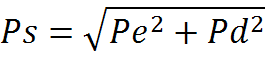 Ps = √(Pe² + Pd²)